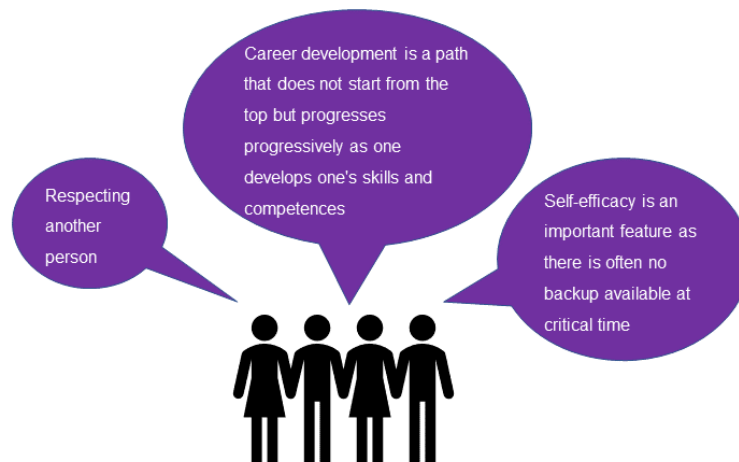 Career development is a path
that does not start from the
top but progresses
progressively as one
develops one's skills and
competences
Respecting
another
person
Self-efficacy is an
important feature as
there is often no
backup available at
critical time